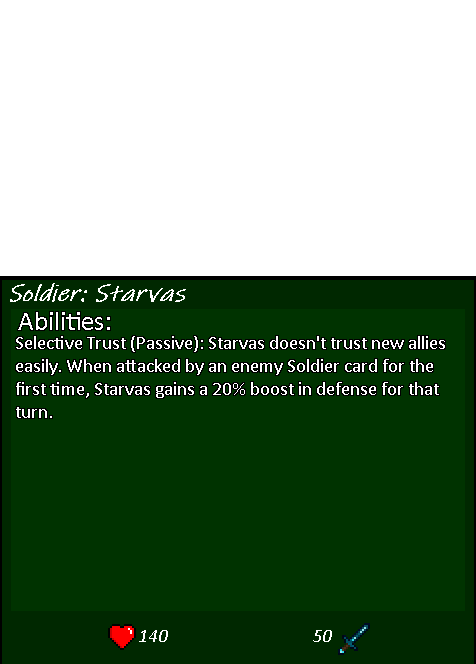 Soldier: Starvas
Abilities:
Selective Trust (Passive): Starvas doesn't trust new allies
easily. When attacked by an enemy Soldier card for the
first time, Starvas gains a 20% boost in defense for that
turn.
140 50